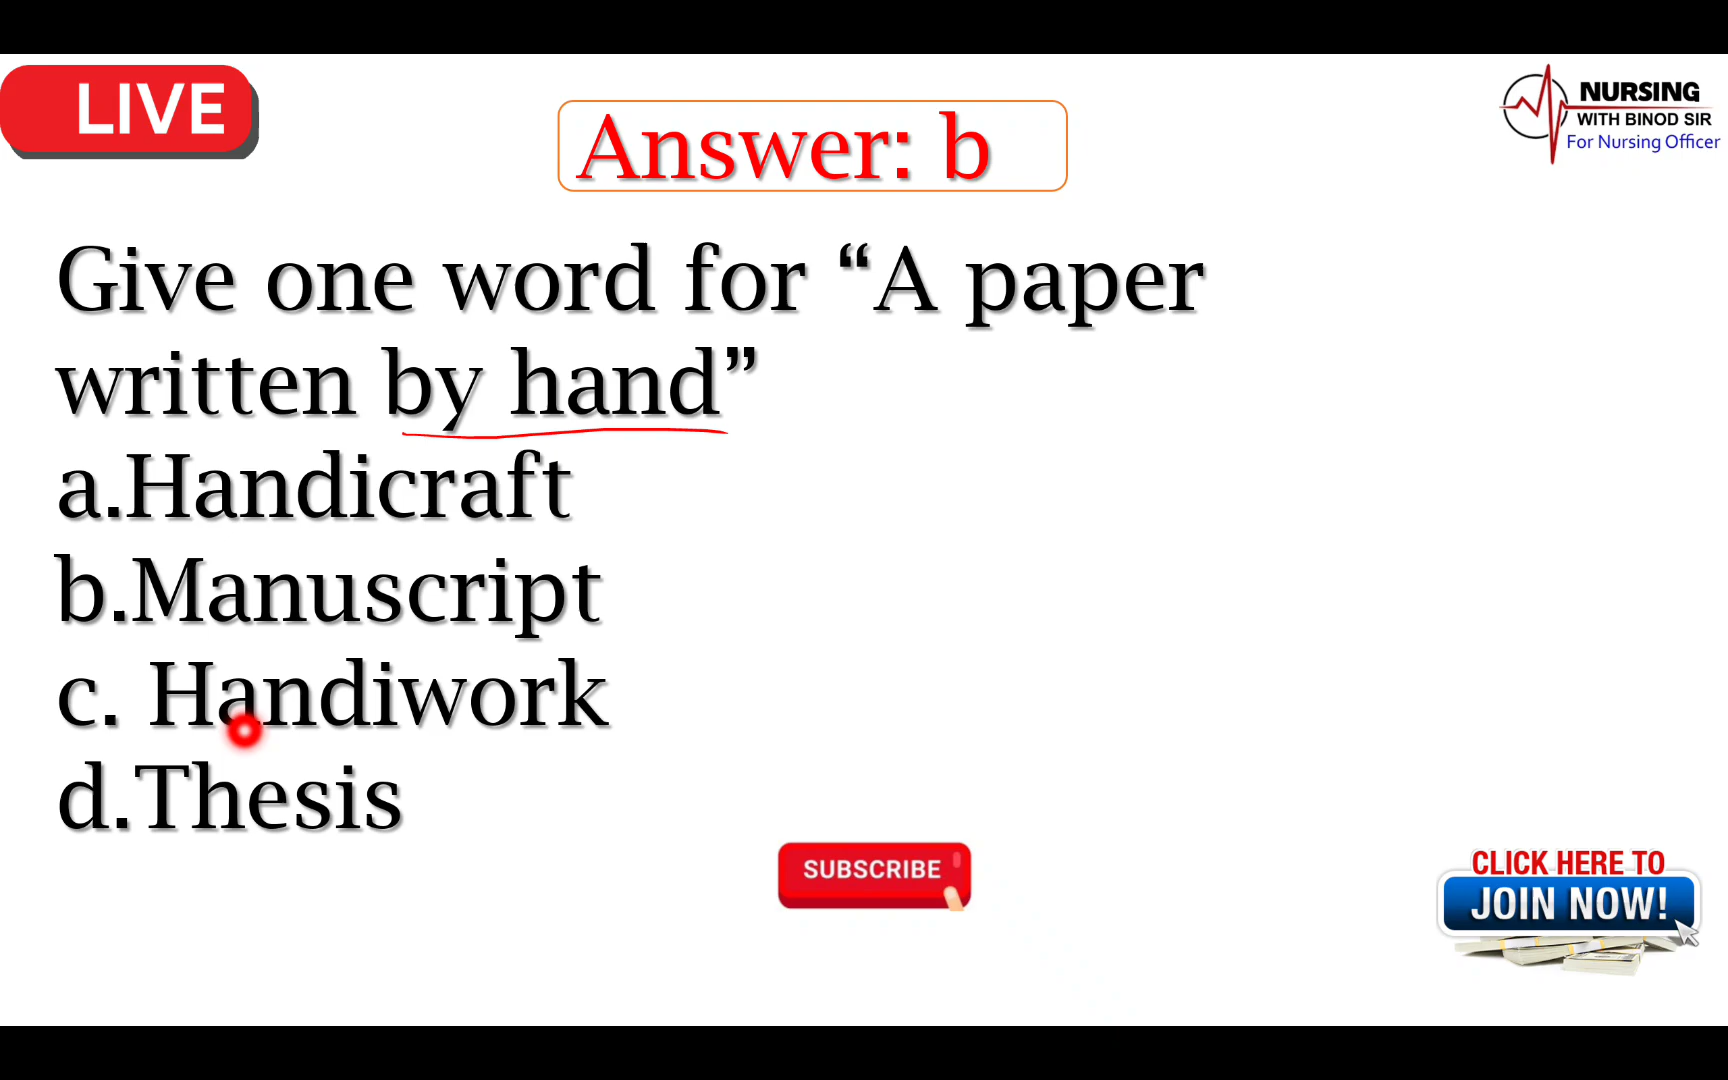 LIVE
Answer: b
NURSING
WITH BINOD SIR
For Nursing Officer
Give one word for “A paper
written by hand”
a.Handicraft
b.Manuscript
c. Handiwork
d.Thesis
SUBSCRIBE
CLICK HERE TO
JOIN NOW!